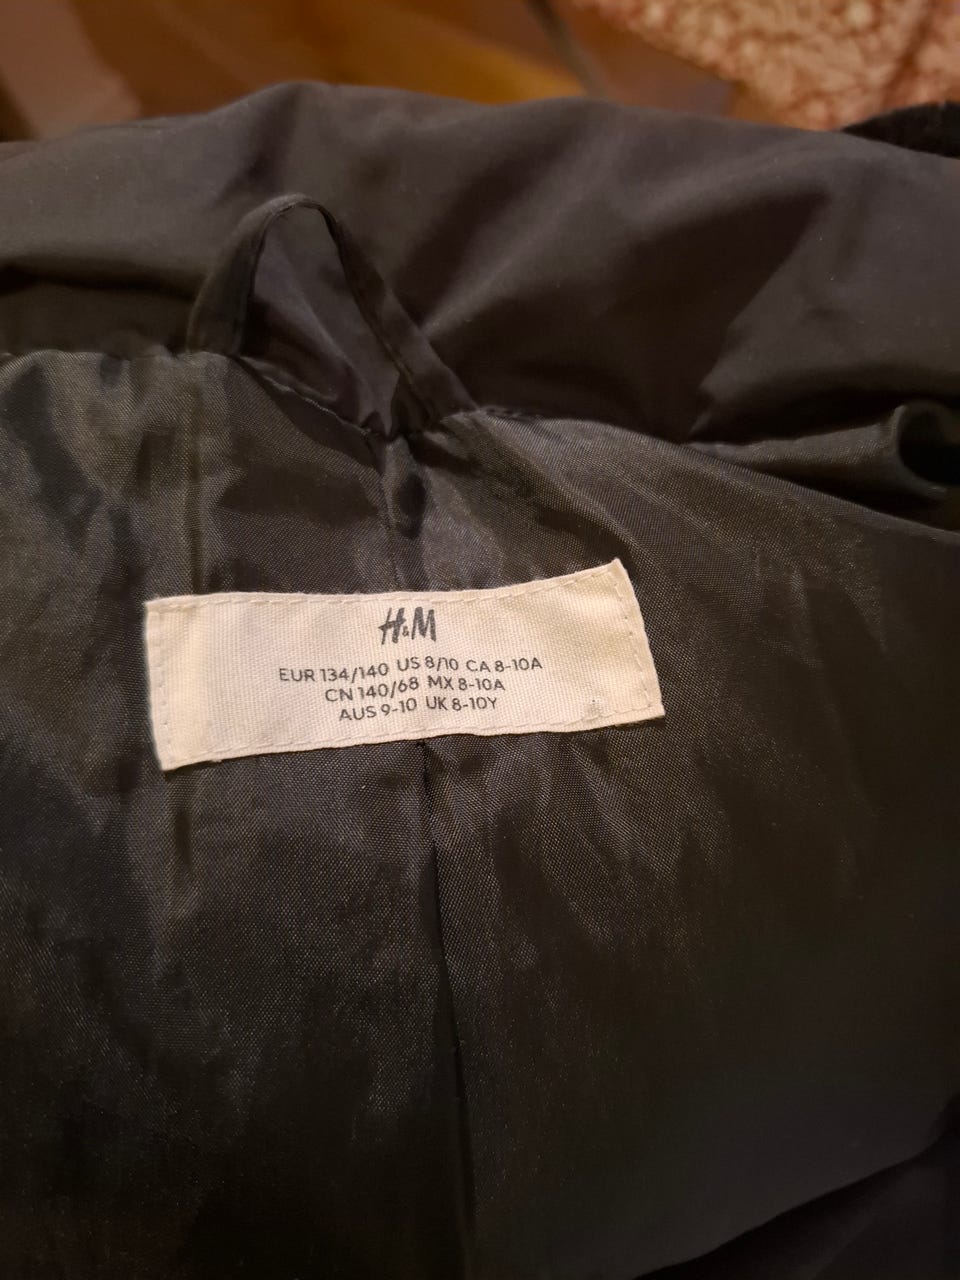 H&M
EUR 134/140 US 8/10 CA 8-10A
CN 140/68 MX 8-10A
AUS 9-10 UK 8-10Y